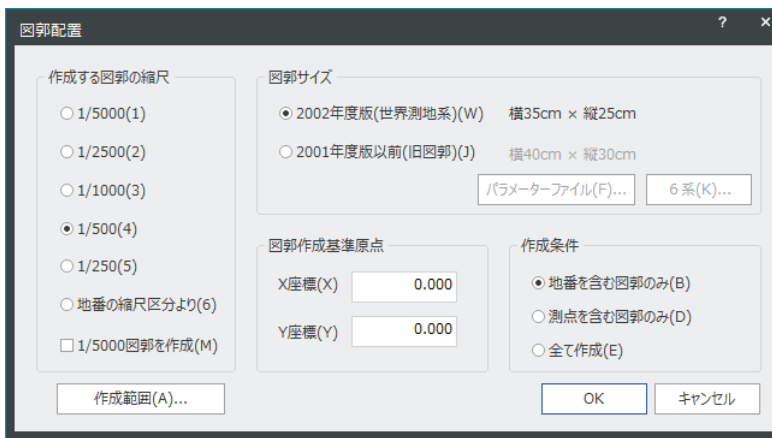 図郭配置
? ×
作成する図郭の縮尺
1/5000(1)
1/2500(2)
1/1000(3)
1/500(4)
1/250(5)
地番の縮尺区分より(6)
1/5000図郭を作成(M)
作成範囲(A)...
図郭サイズ
2002年度版(世界測地系)(W) 横35cm × 縦25cm
2001年度版以前(旧図郭)(J) 横40cm × 縦30cm
パラメーターファイル(F)... 6 系(K)...
図郭作成基準原点
X座標(X) 0.000
Y座標(Y) 0.000
作成条件
地番を含む図郭のみ(B)
測点を含む図郭のみ(D)
全て作成(E)
OK キャンセル